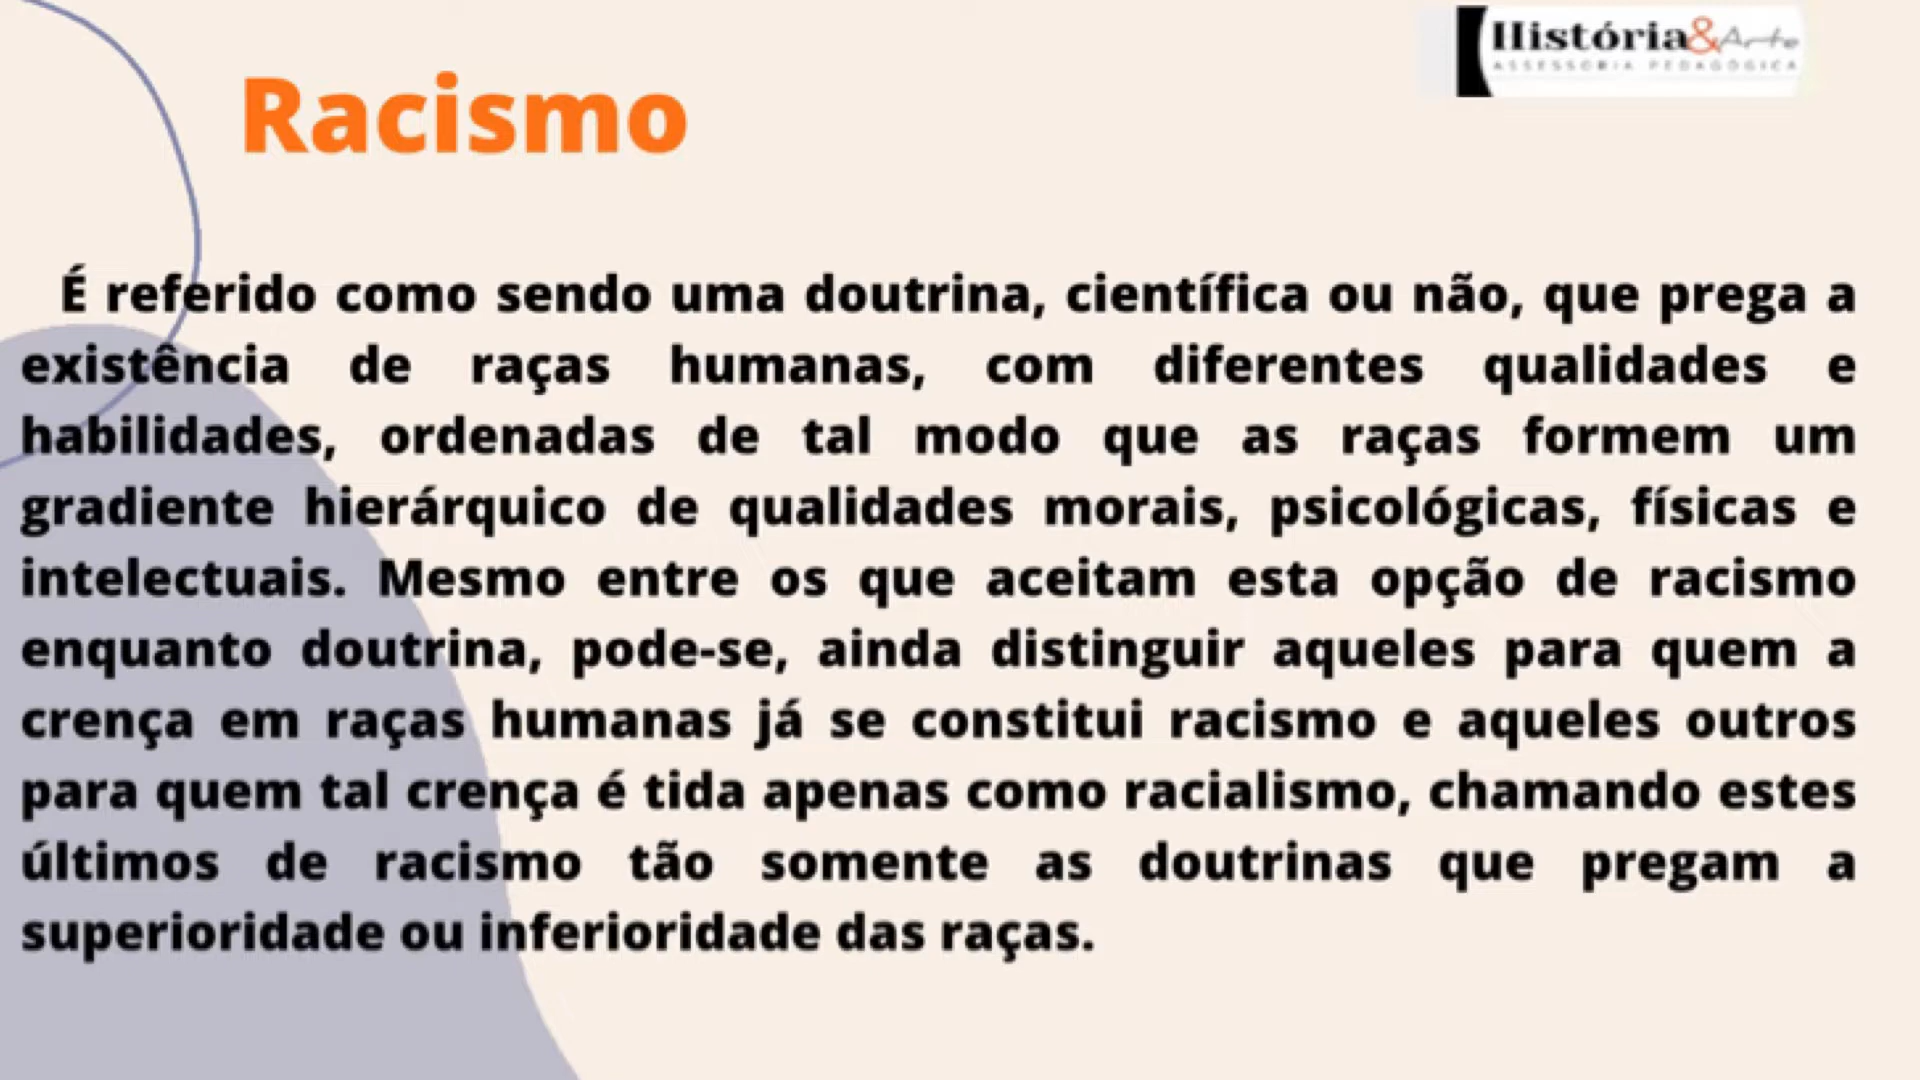 História&Arte
ASSESSORIA PEDAGÓGICA
Racismo
É referido como sendo uma doutrina, científica ou não, que prega a
existência de raças humanas, com diferentes qualidades e
habilidades, ordenadas de tal modo que as raças formem um
gradiente hierárquico de qualidades morais, psicológicas, físicas e
intelectuais. Mesmo entre os que aceitam esta opção de racismo
enquanto doutrina, pode-se, ainda distinguir aqueles para quem a
crença em raças humanas já se constitui racismo e aqueles outros
para quem tal crença é tida apenas como racialismo, chamando estes
últimos de racismo tão somente as doutrinas que pregam a
superioridade ou inferioridade das raças.